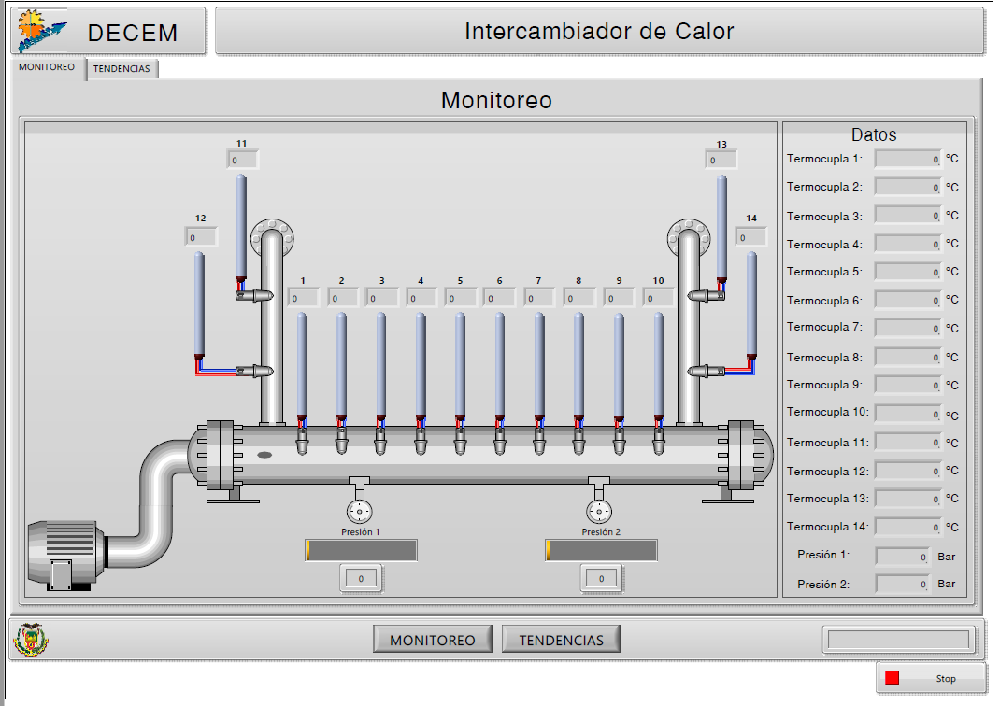 DECEM
Intercambiador de Calor
MONITOREO
TENDENCIAS
Monitoreo
11
0
13
0
12
0
14
0
1 2 3 4 5 6 7 8 9 10
0 0 0 0 0 0 0 0 0 0
Presión 1
0
Presión 2
0
Datos
Termocupla 1: 0 °C
Termocupla 2: 0 °C
Termocupla 3: 0 °C
Termocupla 4: 0 °C
Termocupla 5: 0 °C
Termocupla 6: 0 °C
Termocupla 7: 0 °C
Termocupla 8: 0 °C
Termocupla 9: 0 °C
Termocupla 10: 0 °C
Termocupla 11: 0 °C
Termocupla 12: 0 °C
Termocupla 13: 0 °C
Termocupla 14: 0 °C
Presión 1: 0 Bar
Presión 2: 0 Bar
MONITOREO
TENDENCIAS
Stop